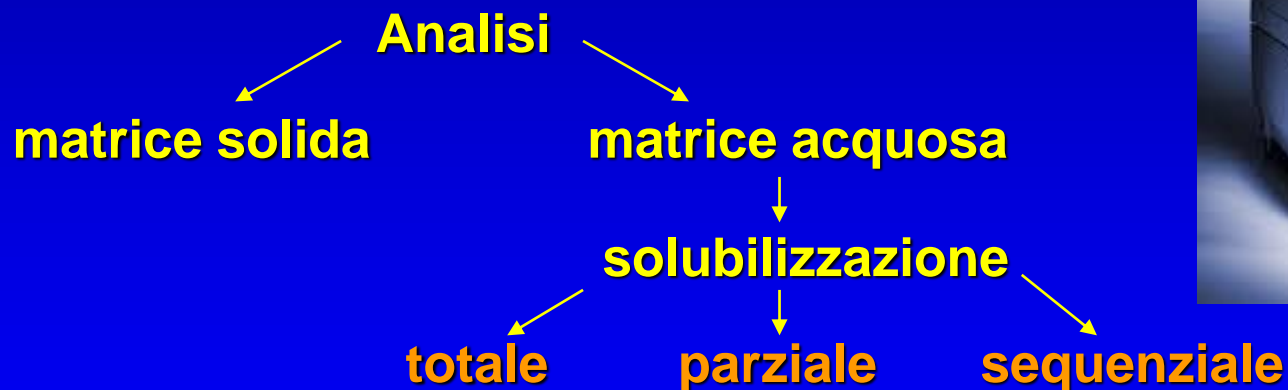 Analisi
matrice solida matrice acquosa
solubilizzazione
totale parziale sequenziale